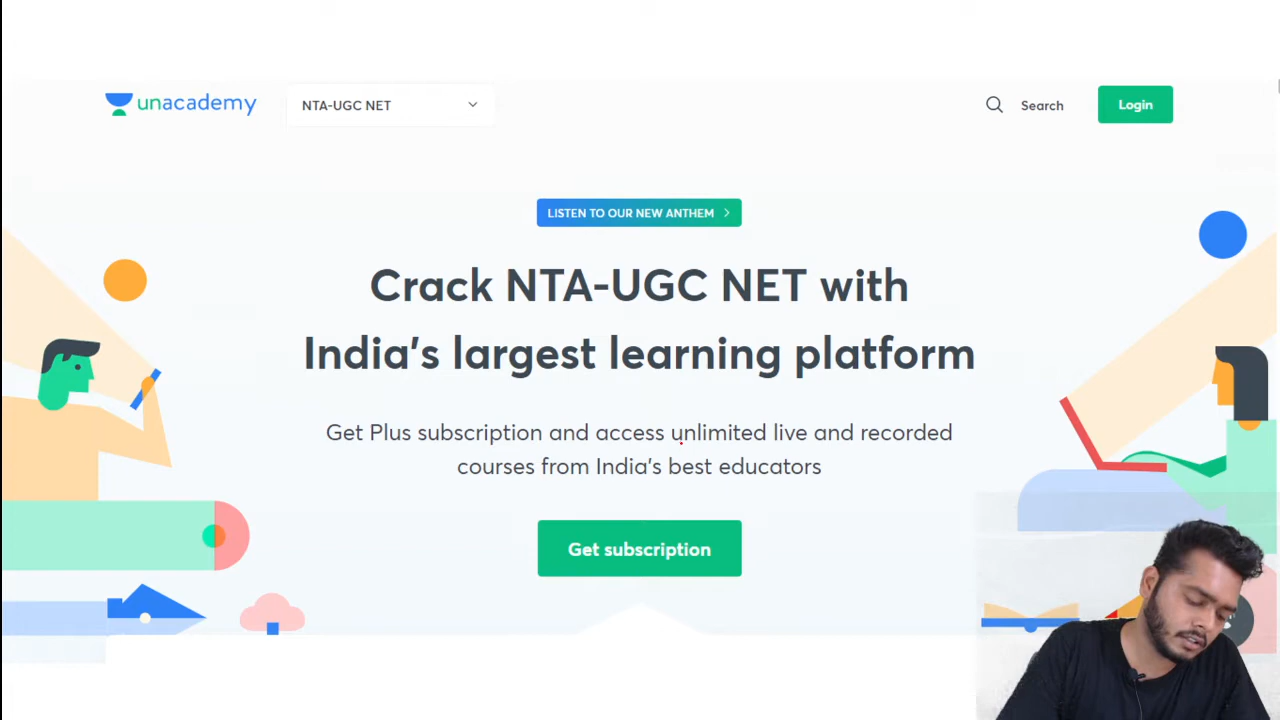 unacademy
NTA-UGC NET
Search
Login
LISTEN TO OUR NEW ANTHEM
Crack NTA-UGC NET with
India's largest learning platform
Get Plus subscription and access unlimited live and recorded
courses from India's best educators
Get subscription